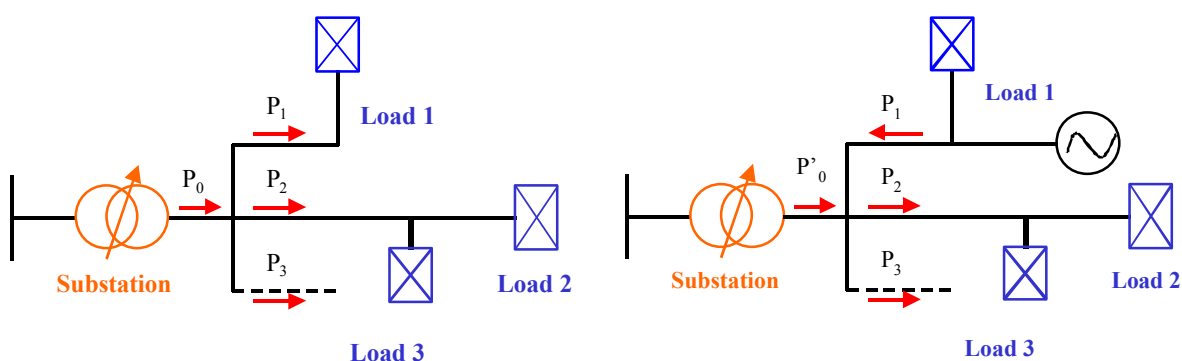 P₁
Load 1
P₀
P₂
Substation
P₃
Load 2
Load 3
Load 1
P₁
P’₀
P₂
Substation
P₃
Load 2
Load 3